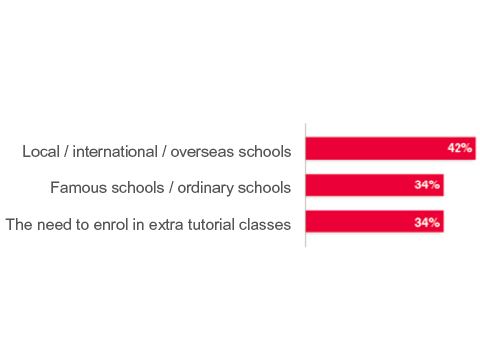 Local / international / overseas schools 42%
Famous schools / ordinary schools 34%
The need to enrol in extra tutorial classes 34%